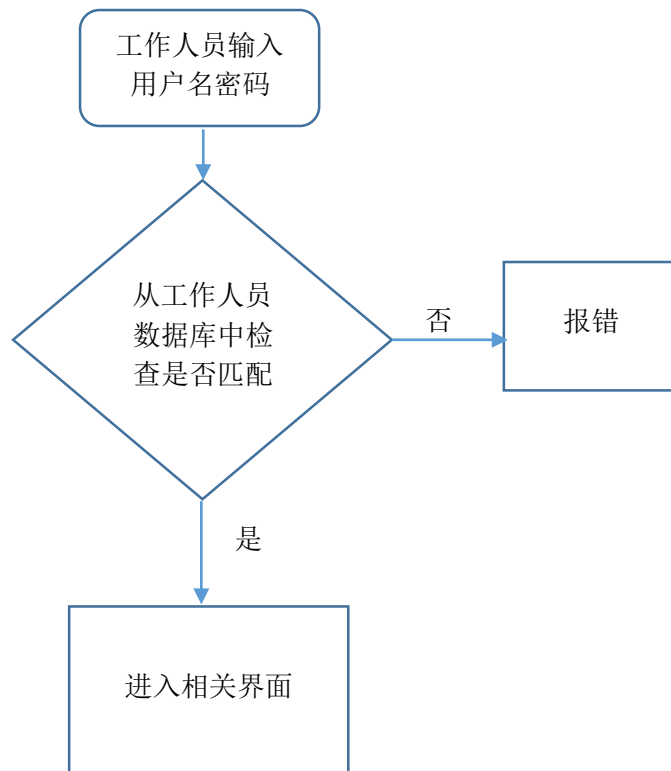 工作人员输入
用户名密码
从工作人员
数据库中检
查是否匹配
否
报错
是
进入相关界面